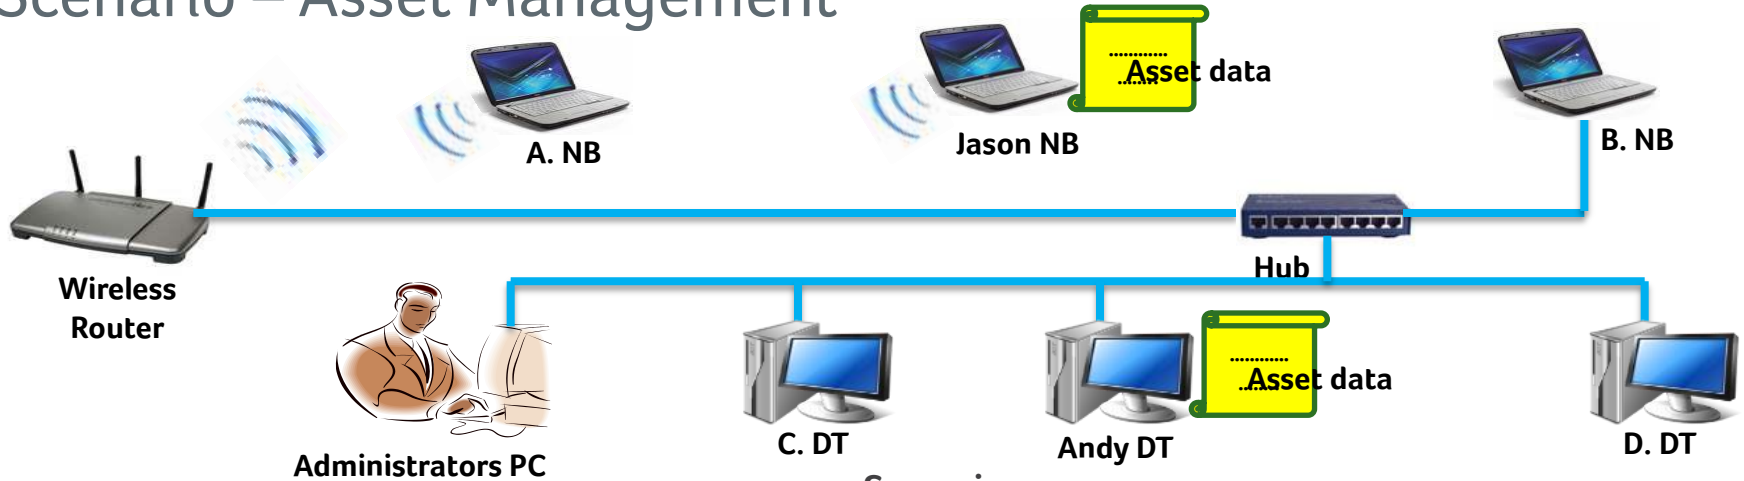 Scenario – Asset Management
Asset data
A. NB
Jason NB
B. NB
Hub
Wireless
Router
Asset data
C. DT
Andy DT
D. DT
Administrators PC